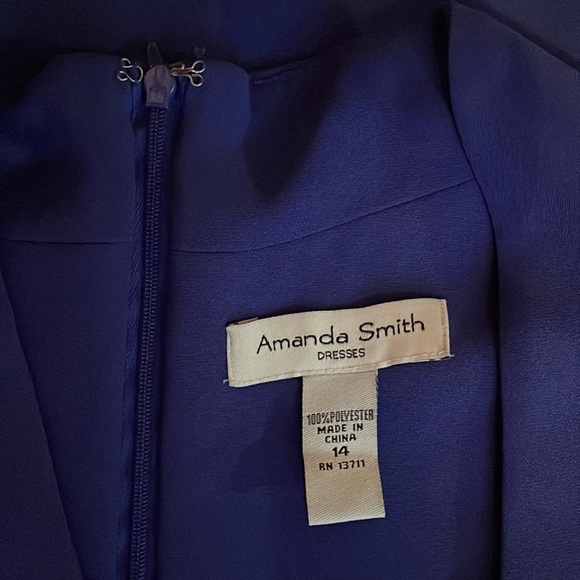 Amanda Smith
DRESSES
100%POLYESTER
MADE IN
CHINA
14
RN 13711